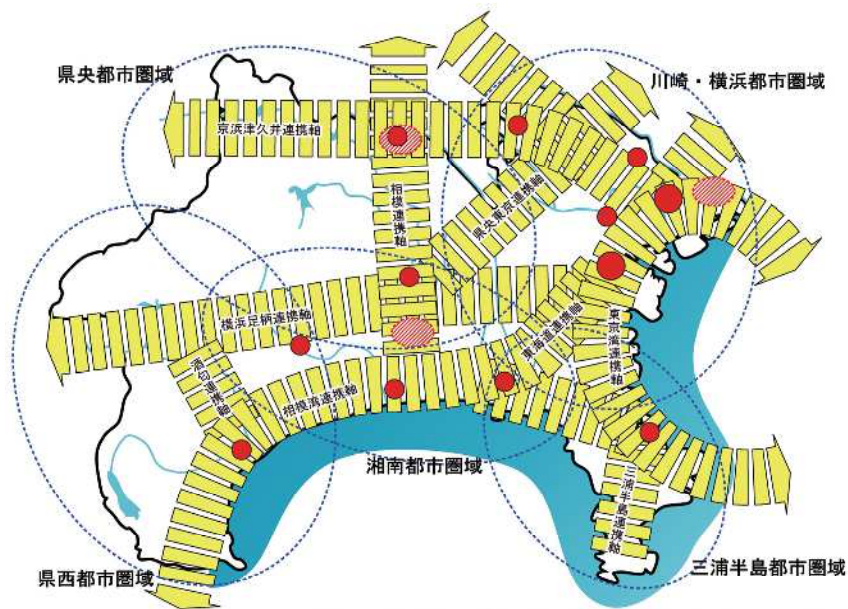 県央都市圏域
川崎・横浜都市圏域
京浜津久井連携軸
相模連携軸
県央東京連携軸
横浜足柄連携軸
東海道連携軸
東京湾連携軸
酒匂連携軸
相模湾連携軸
湘南都市圏域
三浦半島連携軸
県西都市圏域
三浦半島都市圏域